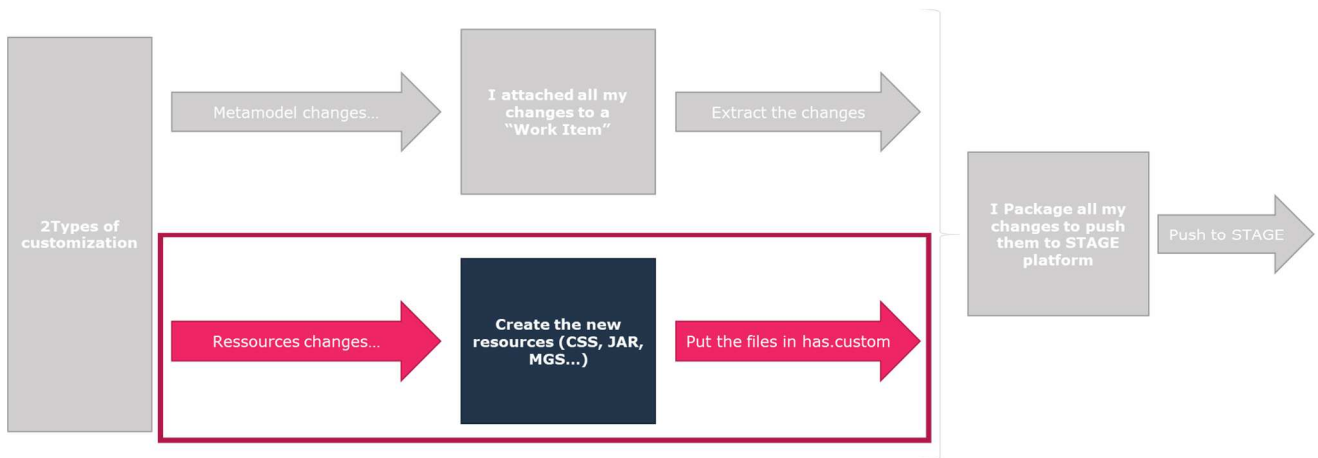 2Types of
customization
Metamodel changes…
I attached all my
changes to a
“Work Item”
Extract the changes
Ressources changes…
Create the new
resources (CSS, JAR,
MGS…)
Put the files in has.custom
I Package all my
changes to push
them to STAGE
platform
Push to STAGE